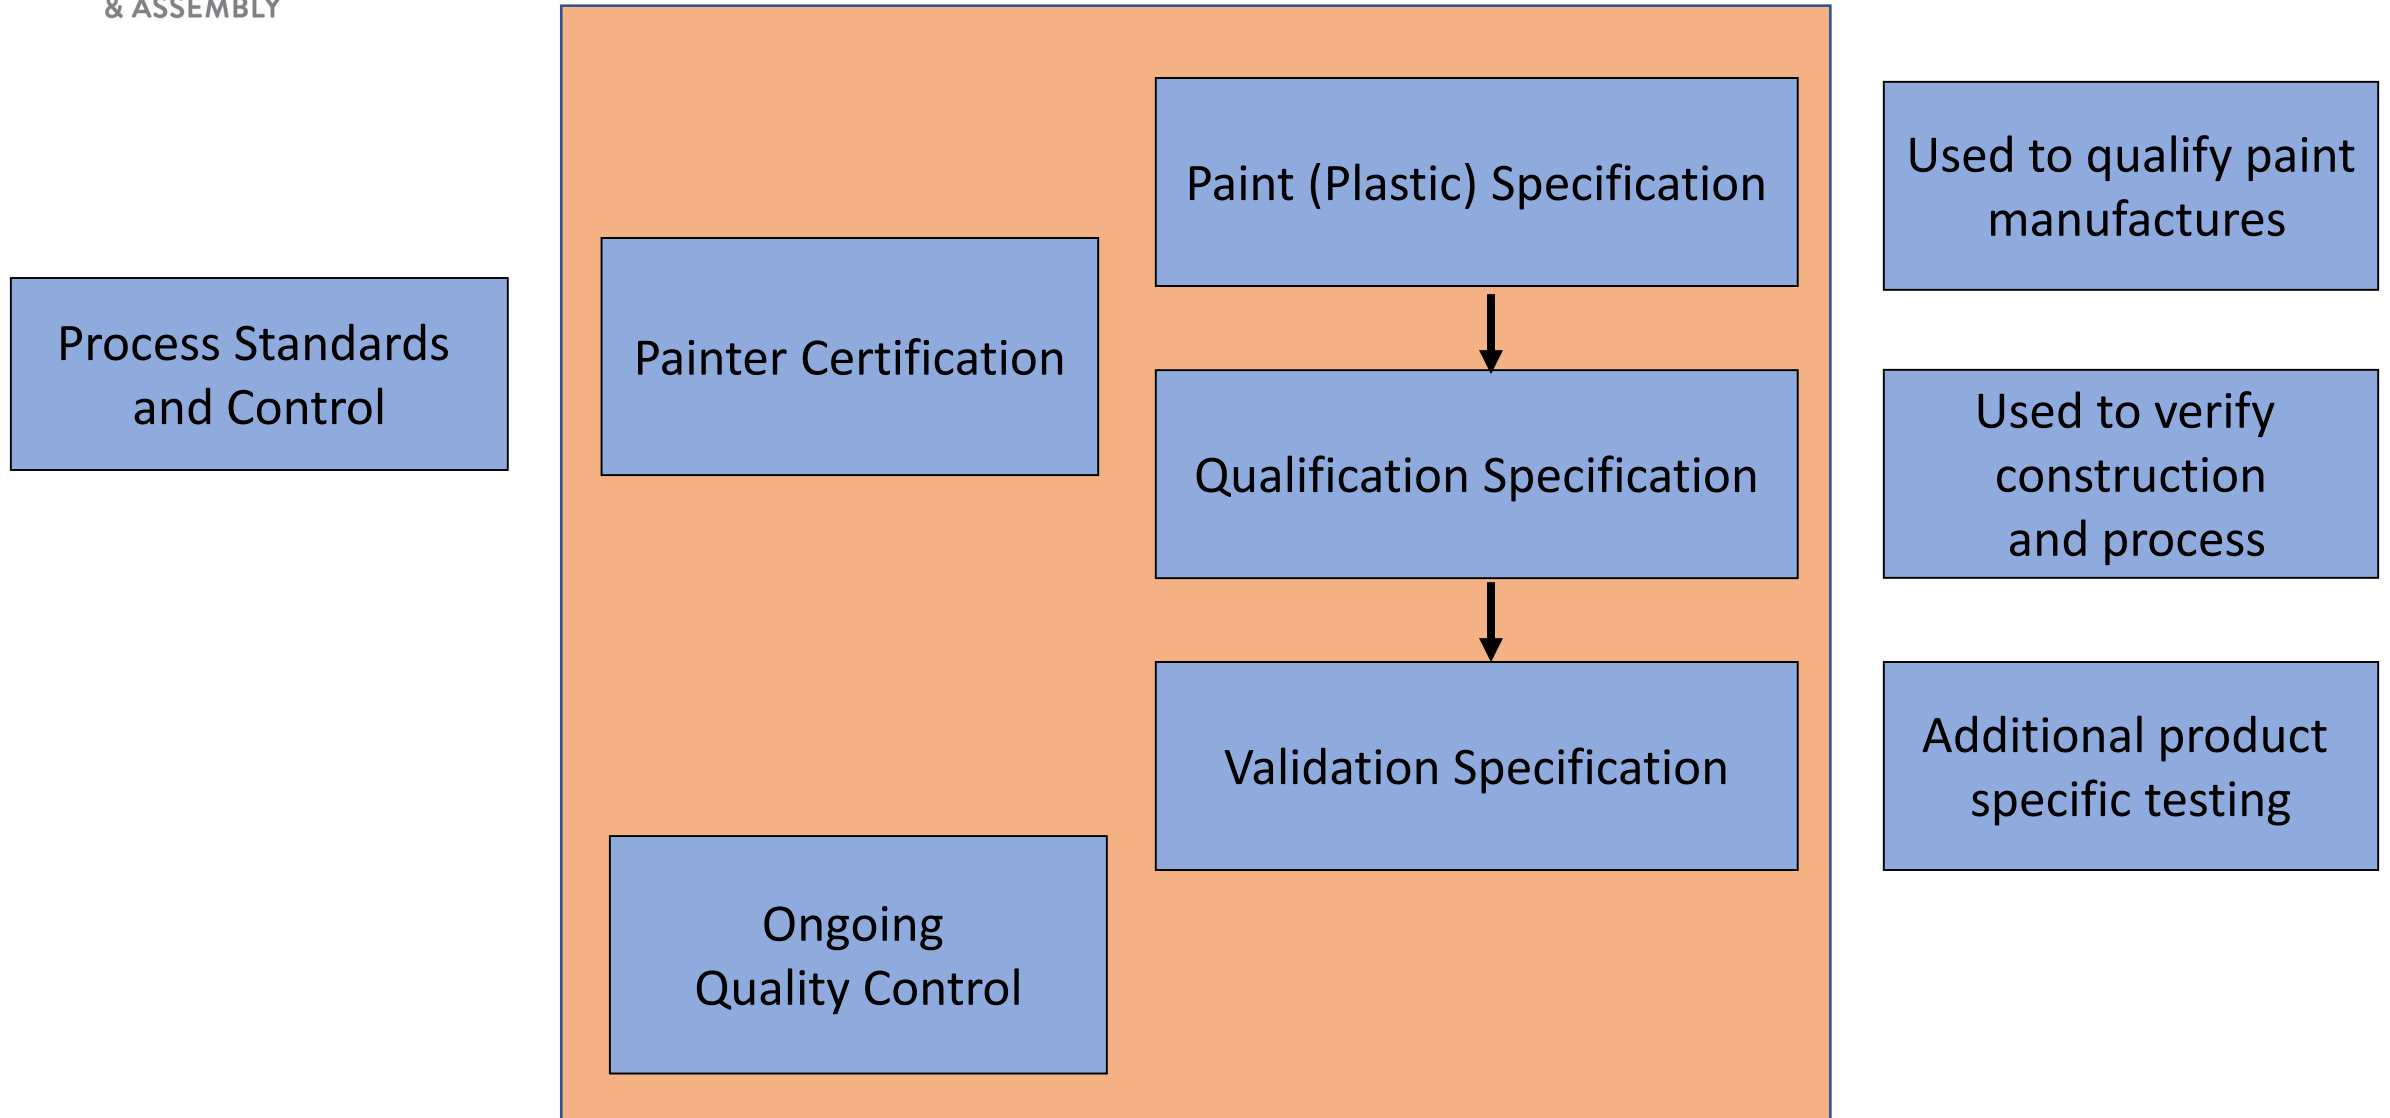 & ASSEMBLY
Paint (Plastic) Specification
Used to qualify paint
manufactures
Process Standards
and Control
Painter Certification
Qualification Specification
Used to verify
construction
and process
Validation Specification
Additional product
specific testing
Ongoing
Quality Control